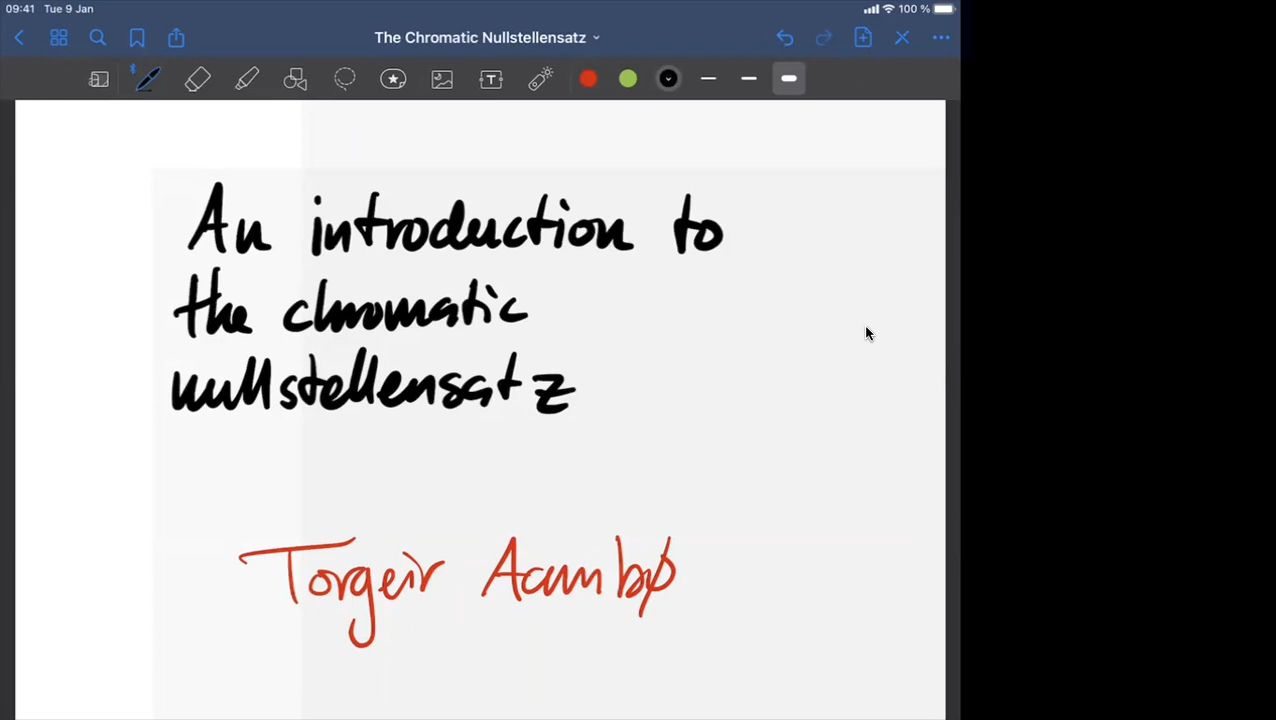 09:41 Tue 9 Jan 100 %
The Chromatic Nullstellensatz
An introduction to
the chromatic
nullstellensatz
Torgeir Aambø